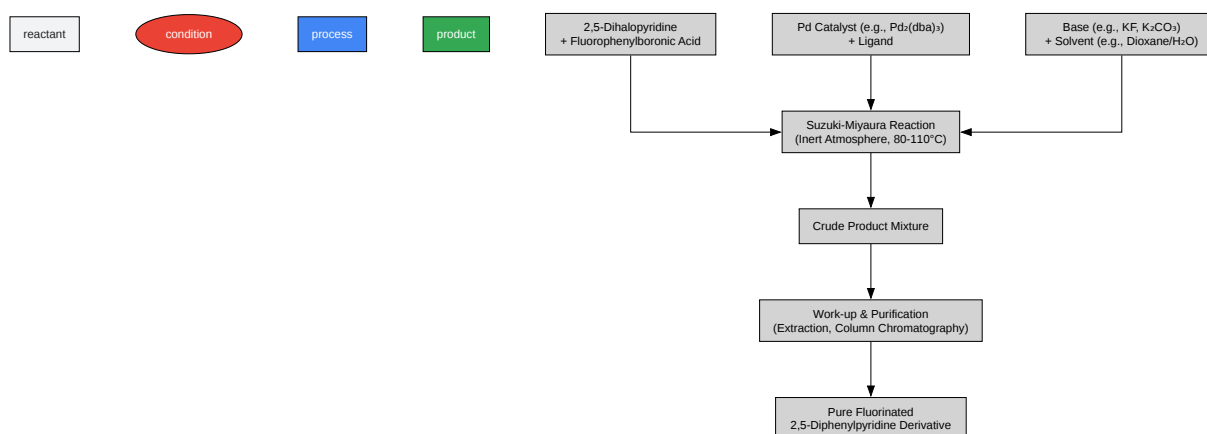 reactant
condition
process
product
2,5-Dihalopyridine
+ Fluorophenylboronic Acid
Pd Catalyst (e.g., Pd₂(dba)₃)
+ Ligand
Base (e.g., KF, K₂CO₃)
+ Solvent (e.g., Dioxane/H₂O)
Suzuki-Miyaura Reaction
(Inert Atmosphere, 80-110°C)
Crude Product Mixture
Work-up & Purification
(Extraction, Column Chromatography)
Pure Fluorinated
2,5-Diphenylpyridine Derivative